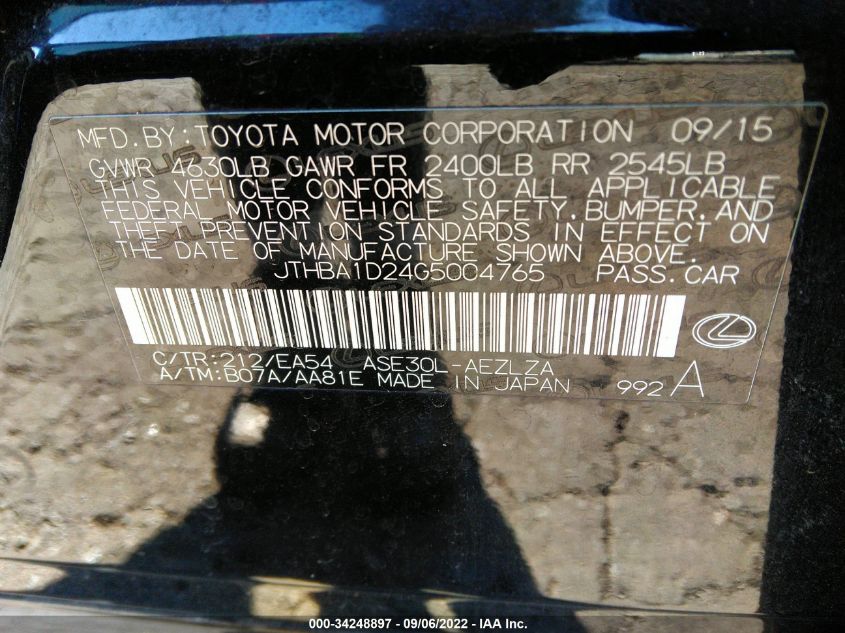 MFD.BY:TOYOTA MOTOR CORPORATION 09/15
GVWR 4630LB GAWR FR 2400LB RR 2545LB
THIS VEHICLE CONFORMS TO ALL APPLICABLE
FEDERAL MOTOR VEHICLE SAFETY,BUMPER,AND
THEFT PREVENTION STANDARDS IN EFFECT ON
THE DATE OF MANUFACTURE SHOWN ABOVE.
JTHBA1D24G5004765 PASS.CAR
C/TR:212/EA54 ASE30L-AEZLZA
A/TM:B07A/AA81E MADE IN JAPAN 992 A
000-34248897 - 09/06/2022 - IAA Inc.